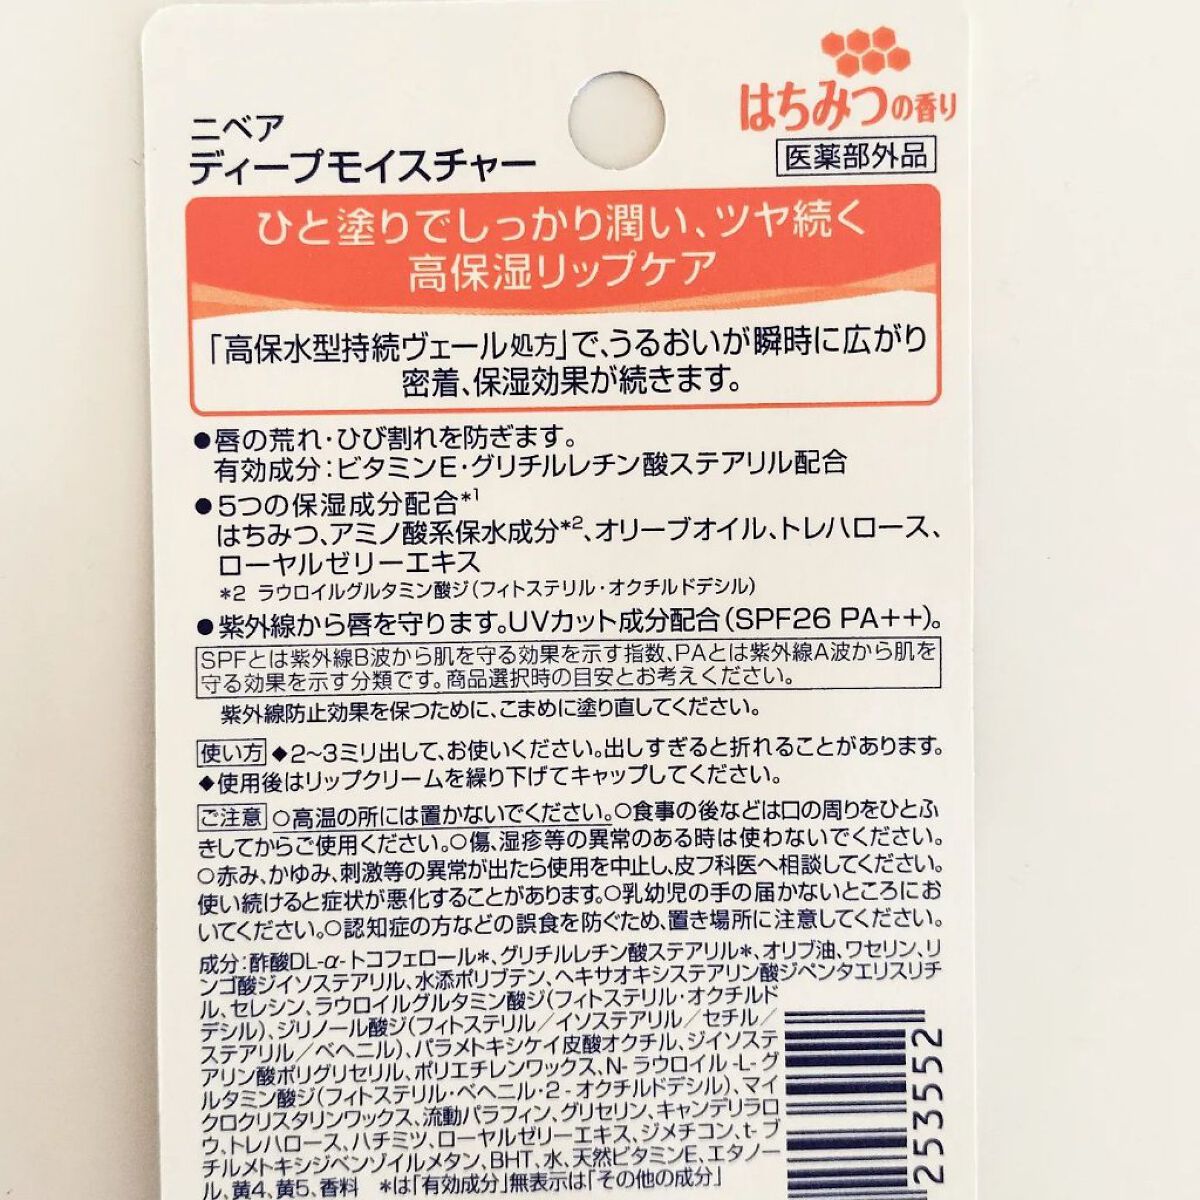 はちみつの香り
医薬部外品
ニベア
ディープモイスチャー
ひと塗りでしっかり潤い、ツヤ続く
高保湿リップケア
「高保水型持続ヴェール処方」で、うるおいが瞬時に広がり
密着、保湿効果が続きます。
●唇の荒れ・ひび割れを防ぎます。
有効成分：ビタミンE・グリチルレチン酸ステアリル配合
●5つの保湿成分配合*1
はちみつ、アミノ酸系保水成分*2、オリーブオイル、トレハロース、
ローヤルゼリーエキス
*2 ラウロイルグルタミン酸ジ(フィトステリル・オクチルドデシル)
●紫外線から唇を守ります。UVカット成分配合(SPF26 PA++)。
SPFとは紫外線B波から肌を守る効果を示す指数、PAとは紫外線A波から肌を
守る効果を示す分類です。商品選択時の目安とお考えください。
紫外線防止効果を保つために、こまめに塗り直してください。
使い方 ◆2～3ミリ出して、お使いください。出しすぎると折れることがあります。
◆使用後はリップクリームを繰り下げてキャップしてください。
ご注意 ○高温の所には置かないでください。○食事の後などは口の周りをひとふ
きしてからご使用ください。○傷、湿疹等の異常のある時は使わないでください。
○赤み、かゆみ、刺激等の異常が出たら使用を中止し、皮フ科医へ相談してください。
使い続けると症状が悪化することがあります。○乳幼児の手の届かないところにお
いてください。○認知症の方などの誤食を防ぐため、置き場所に注意してください。
成分：酢酸DL-α-トコフェロール*、グリチルレチン酸ステアリル*、オリブ油、ワセリン、リ
ンゴ酸ジイソステアリル、水添ポリブテン、ヘキサオキシステアリン酸ジペンタエリスリチ
ル、セレシン、ラウロイルグルタミン酸ジ(フィトステリル・オクチルド
デシル)、ジリノール酸ジ(フィトステリル/イソステアリル/セチル/
ステアリル/ベヘニル)、パラメトキシケイ皮酸オクチル、ジイソステ
アリン酸ポリグリセリル、ポリエチレンワックス、N-ラウロイル-L-グ
ルタミン酸ジ(フィトステリル・ベヘニル・2-オクチルドデシル)、マイ
クロクリスタリンワックス、流動パラフィン、グリセリン、キャンデリラロ
ウ、トレハロース、ハチミツ、ローヤルゼリーエキス、ジメチコン、t-ブ
チルメトキシジベンゾイルメタン、BHT、水、天然ビタミンE、エタノー
ル、黄4、黄5、香料 *は「有効成分」無表示は「その他の成分」
253552